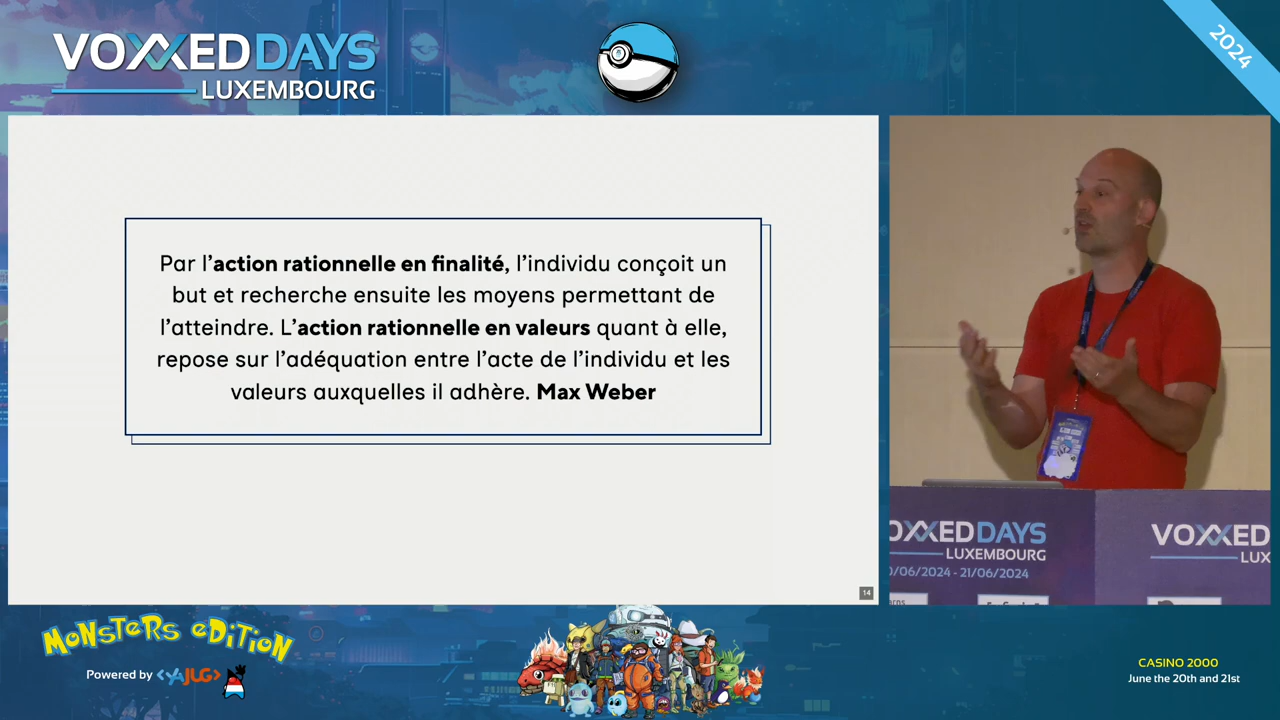 VOXXED DAYS
LUXEMBOURG
2024
Par l’action rationnelle en finalité, l’individu conçoit un
but et recherche ensuite les moyens permettant de
l’atteindre. L’action rationnelle en valeurs quant à elle,
repose sur l’adéquation entre l’acte de l’individu et les
valeurs auxquelles il adhère. Max Weber
14
OXXED DAYS
LUXEMBOURG
0/06/2024 - 21/06/2024
VOXXED
LUX
MONSTERS EDITION
Powered by <YAJUG>
CASINO 2000
June the 20th and 21st